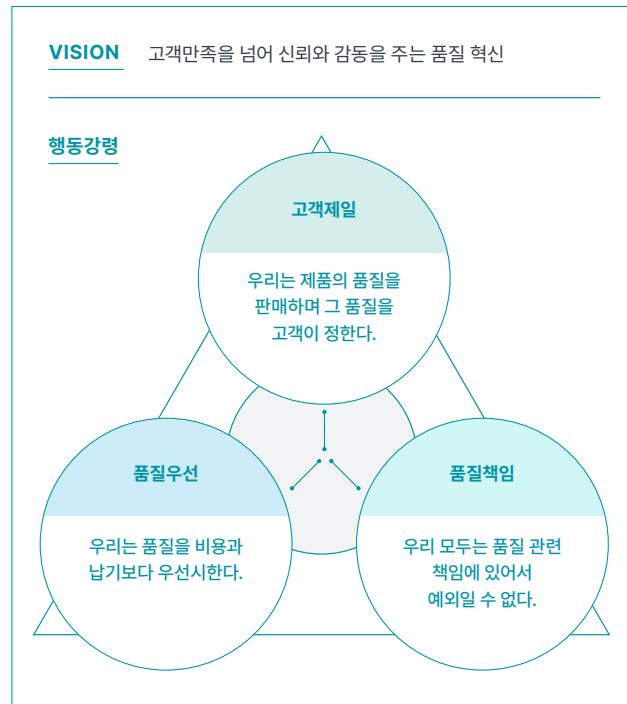 VISION 고객만족을 넘어 신뢰와 감동을 주는 품질 혁신
행동강령
고객제일
우리는 제품의 품질을
판매하며 그 품질을
고객이 정한다.
품질우선
우리는 품질을 비용과
납기보다 우선시한다.
품질책임
우리 모두는 품질 관련
책임에 있어서
예외일 수 없다.